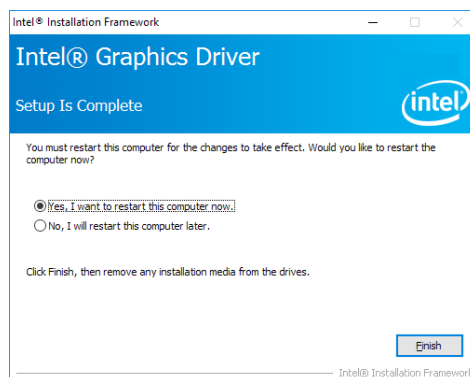 Intel® Installation Framework
Intel® Graphics Driver
Setup Is Complete
intel
You must restart this computer for the changes to take effect. Would you like to restart the
computer now?
Yes, I want to restart this computer now.
No, I will restart this computer later.
Click Finish, then remove any installation media from the drives.
Finish
Intel® Installation Framework